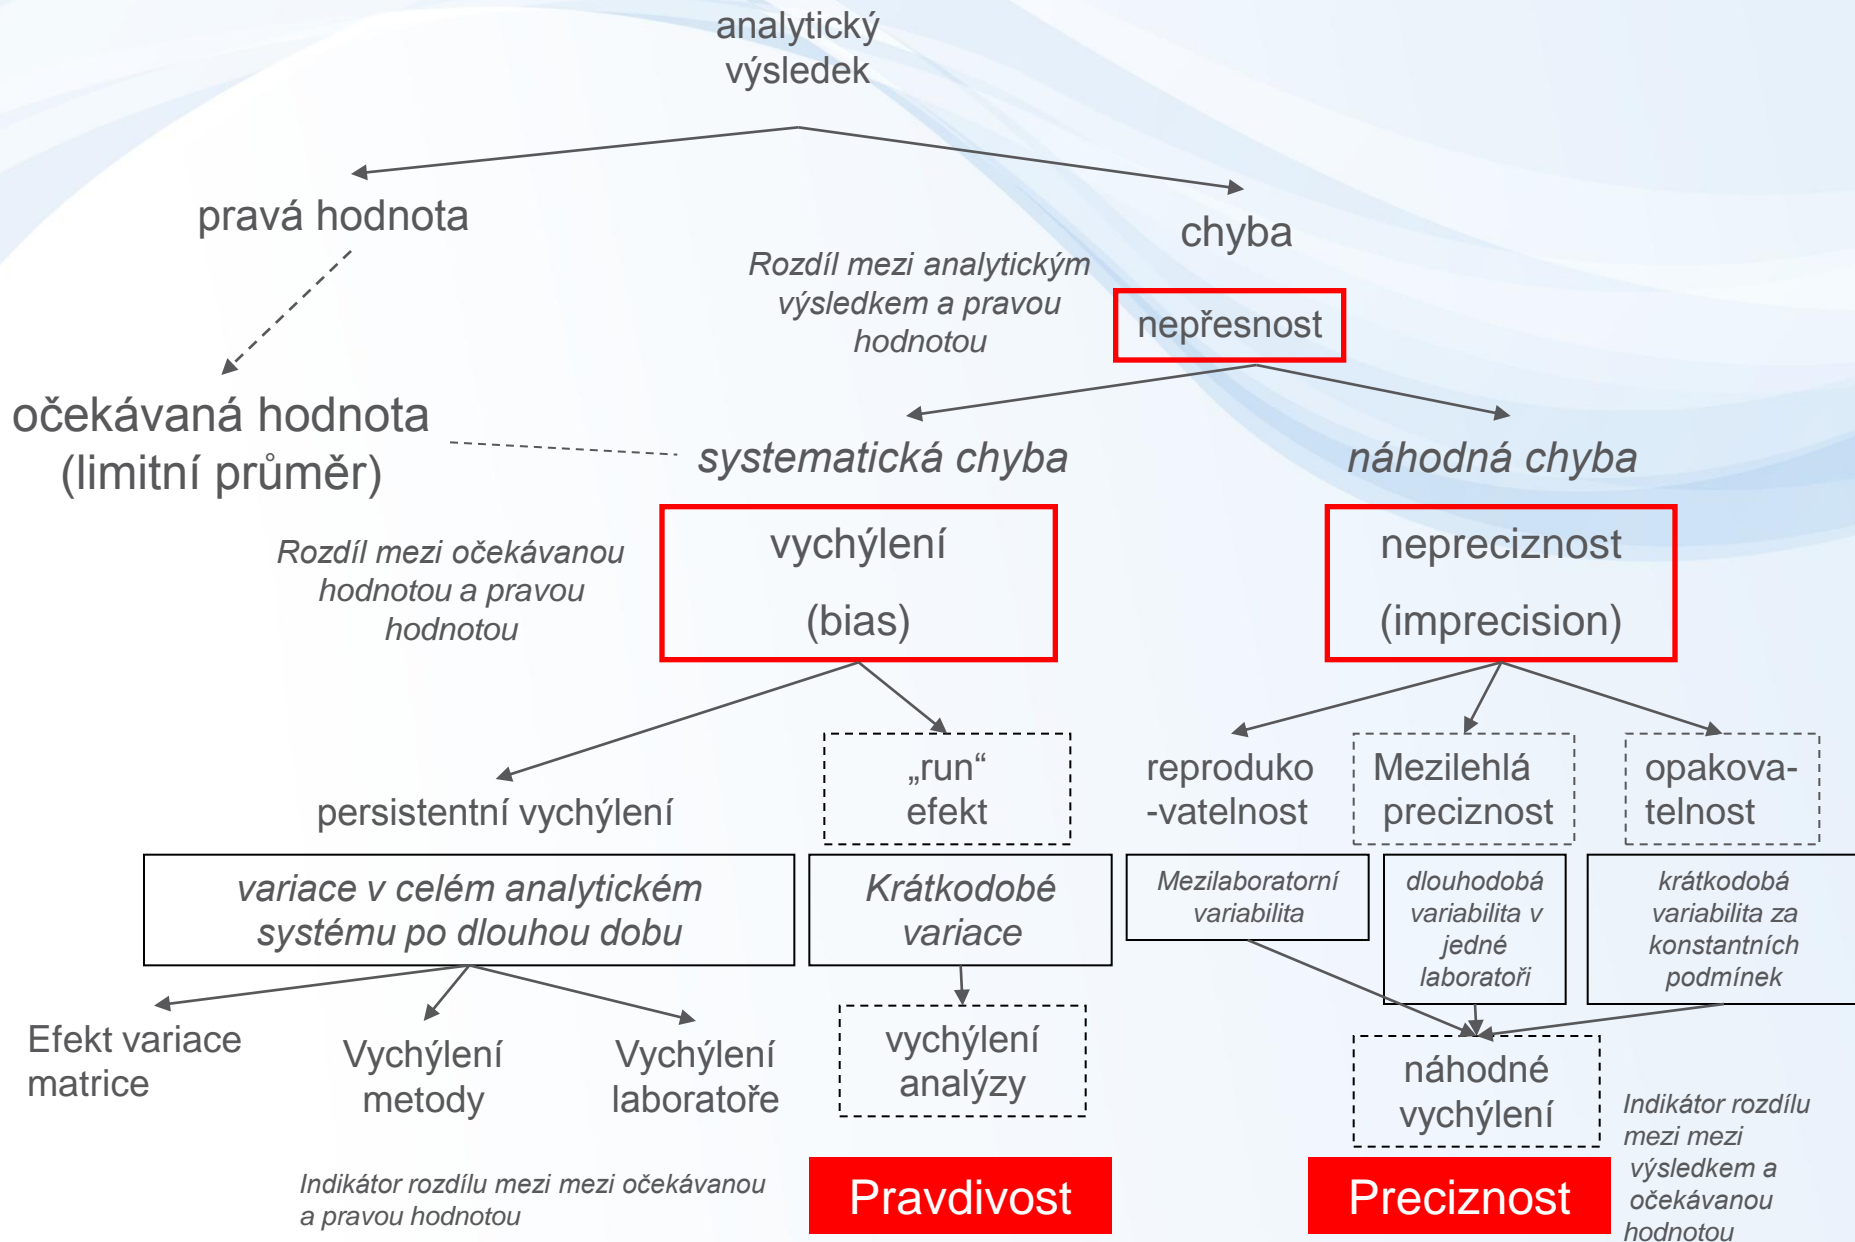 analytický
výsledek
pravá hodnota
chyba
Rozdíl mezi analytickým
výsledkem a pravou
hodnotou
nepřesnost
očekávaná hodnota
(limitní průměr)
systematická chyba
náhodná chyba
Rozdíl mezi očekávanou
hodnotou a pravou
hodnotou
vychýlení
(bias)
nepreciznost
(imprecision)
persistentní vychýlení
„run“
efekt
reproduko
-vatelnost
Mezilehlá
preciznost
opakova-
telnost
variace v celém analytickém
systému po dlouhou dobu
Krátkodobé
variace
Mezilaboratorní
variabilita
dlouhodobá
variabilita v
jedné
laboratoři
krátkodobá
variabilita za
konstantních
podmínek
Efekt variace
matrice
Vychýlení
metody
Vychýlení
laboratoře
vychýlení
analýzy
náhodné
vychýlení
Indikátor rozdílu mezi mezi očekávanou
a pravou hodnotou
Pravdivost
Preciznost
Indikátor rozdílu
mezi mezi
výsledkem a
očekávanou
hodnotou